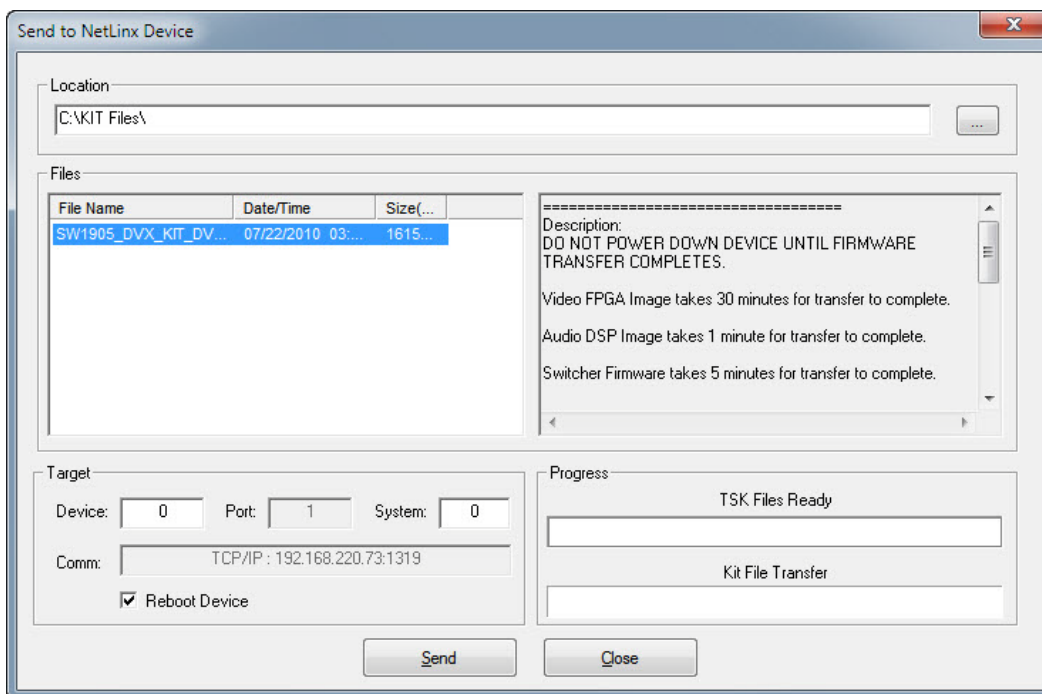 Send to NetLinx Device
Location
C:\KIT Files\
...
Files
File Name Date/Time Size(...
SW1905_DVX_KIT_DV... 07/22/2010 03:... 1615...
===================================
Description:
DO NOT POWER DOWN DEVICE UNTIL FIRMWARE
TRANSFER COMPLETES.
Video FPGA Image takes 30 minutes for transfer to complete.
Audio DSP Image takes 1 minute for transfer to complete.
Switcher Firmware takes 5 minutes for transfer to complete.
Target
Device: 0 Port: 1 System: 0
Comm: TCP/IP : 192.168.220.73:1319
Reboot Device
Progress
TSK Files Ready
Kit File Transfer
Send Close